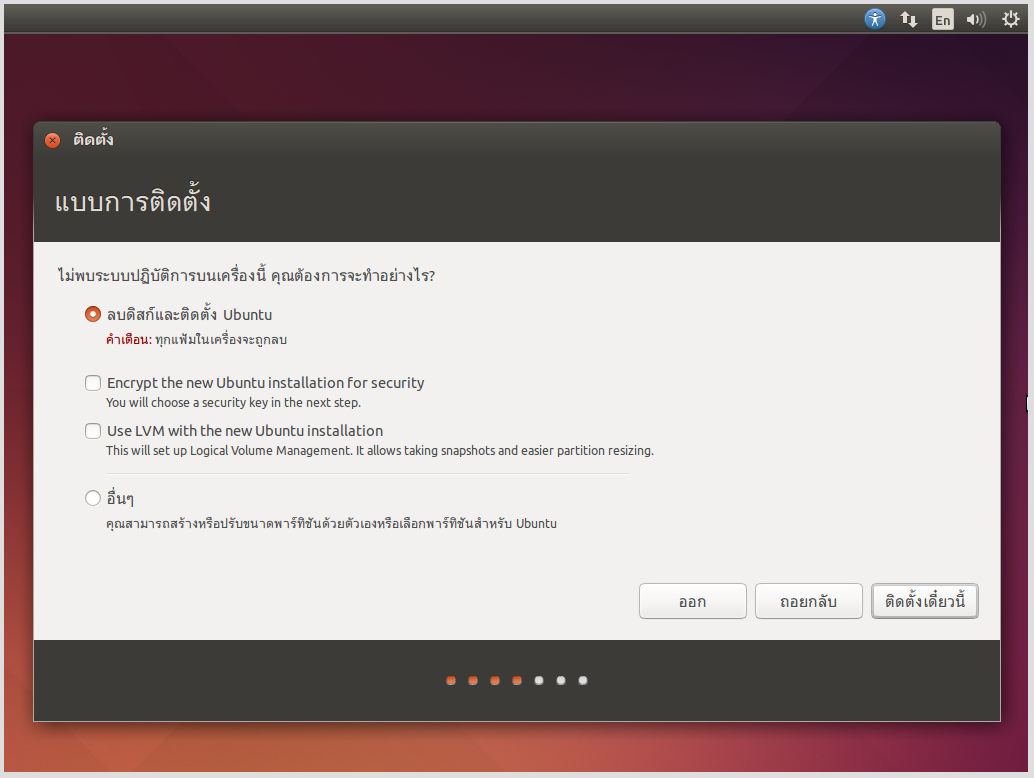 En
ติดตั้ง
แบบการติดตั้ง
ไม่พบระบบปฏิบัติการบนเครื่องนี้ คุณต้องการจะทำอย่างไร?
ลบดิสก์และติดตั้ง Ubuntu
คำเตือน: ทุกแฟ้มในเครื่องจะถูกลบ
Encrypt the new Ubuntu installation for security
You will choose a security key in the next step.
Use LVM with the new Ubuntu installation
This will set up Logical Volume Management. It allows taking snapshots and easier partition resizing.
อื่นๆ
คุณสามารถสร้างหรือปรับขนาดพาร์ทิชันด้วยตัวเองหรือเลือกพาร์ทิชันสำหรับ Ubuntu
ออก ถอยกลับ ติดตั้งเดี๋ยวนี้